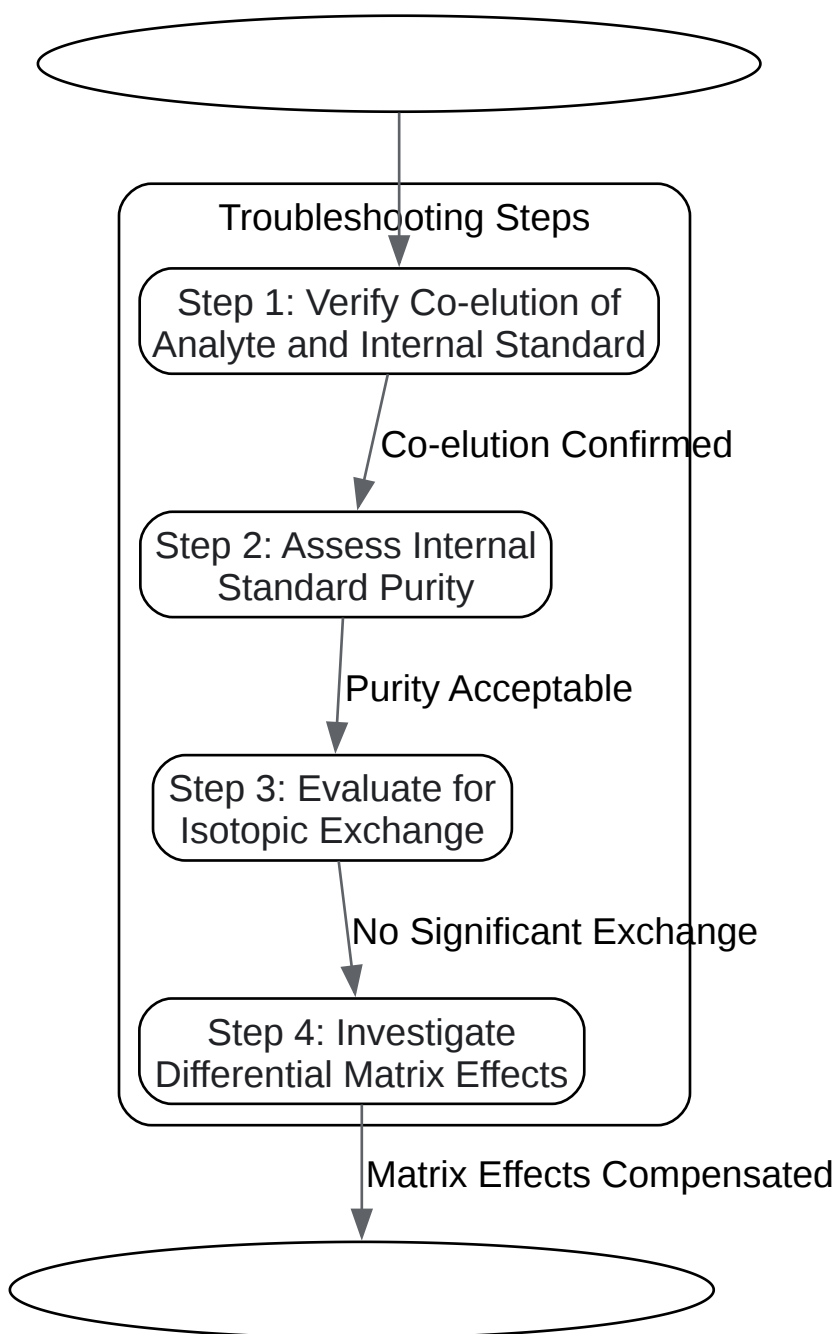 Troubleshooting Steps
Step 1: Verify Co-elution of
Analyte and Internal Standard
Co-elution Confirmed
Step 2: Assess Internal
Standard Purity
Purity Acceptable
Step 3: Evaluate for
Isotopic Exchange
No Significant Exchange
Step 4: Investigate
Differential Matrix Effects
Matrix Effects Compensated